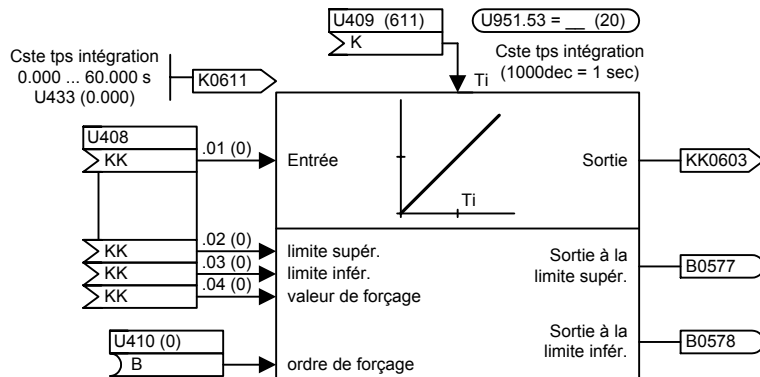 U409 (611)
K
U951.53 = __ (20)
Cste tps intégration
(1000dec = 1 sec)
Ti
Cste tps intégration
0.000 ... 60.000 s
U433 (0.000)
K0611
U408
KK
.01 (0)
Entrée
Ti
Sortie
KK0603
KK
.02 (0)
limite supér.
KK
.03 (0)
limite infér.
KK
.04 (0)
valeur de forçage
Sortie à la
limite supér.
B0577
U410 (0)
B
ordre de forçage
Sortie à la
limite infér.
B0578